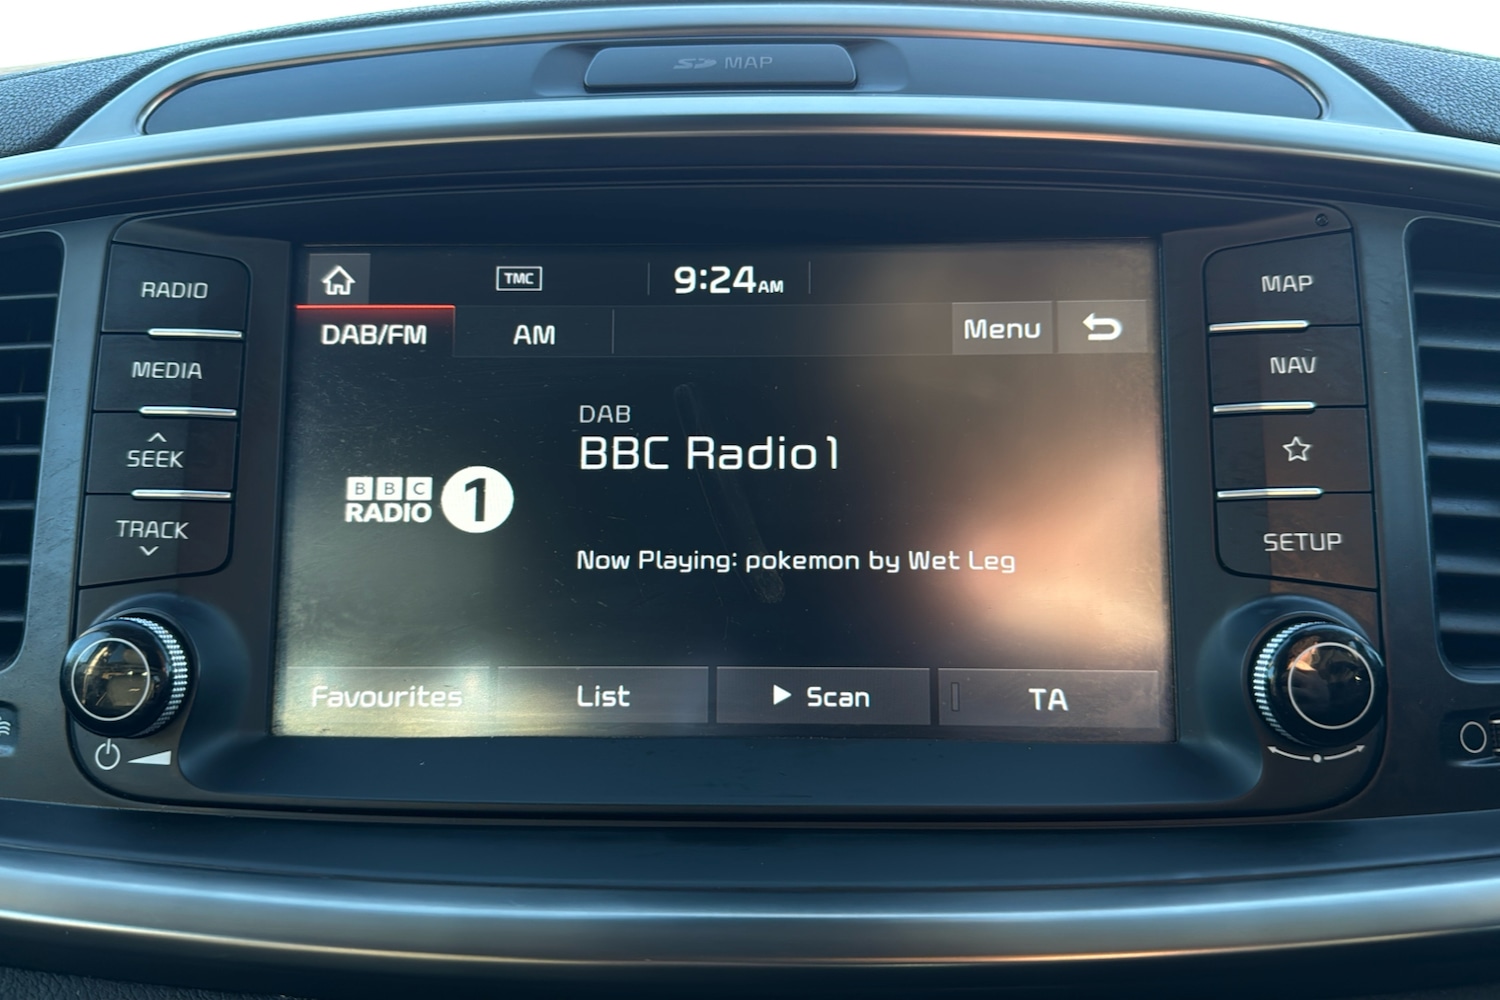 SD MAP
RADIO
MEDIA
SEEK
TRACK
TMC
9:24AM
DAB/FM
AM
Menu
DAB
BBC Radio1
BBC
RADIO 1
Now Playing: pokemon by Wet Leg
Favourites
List
Scan
TA
MAP
NAV
SETUP